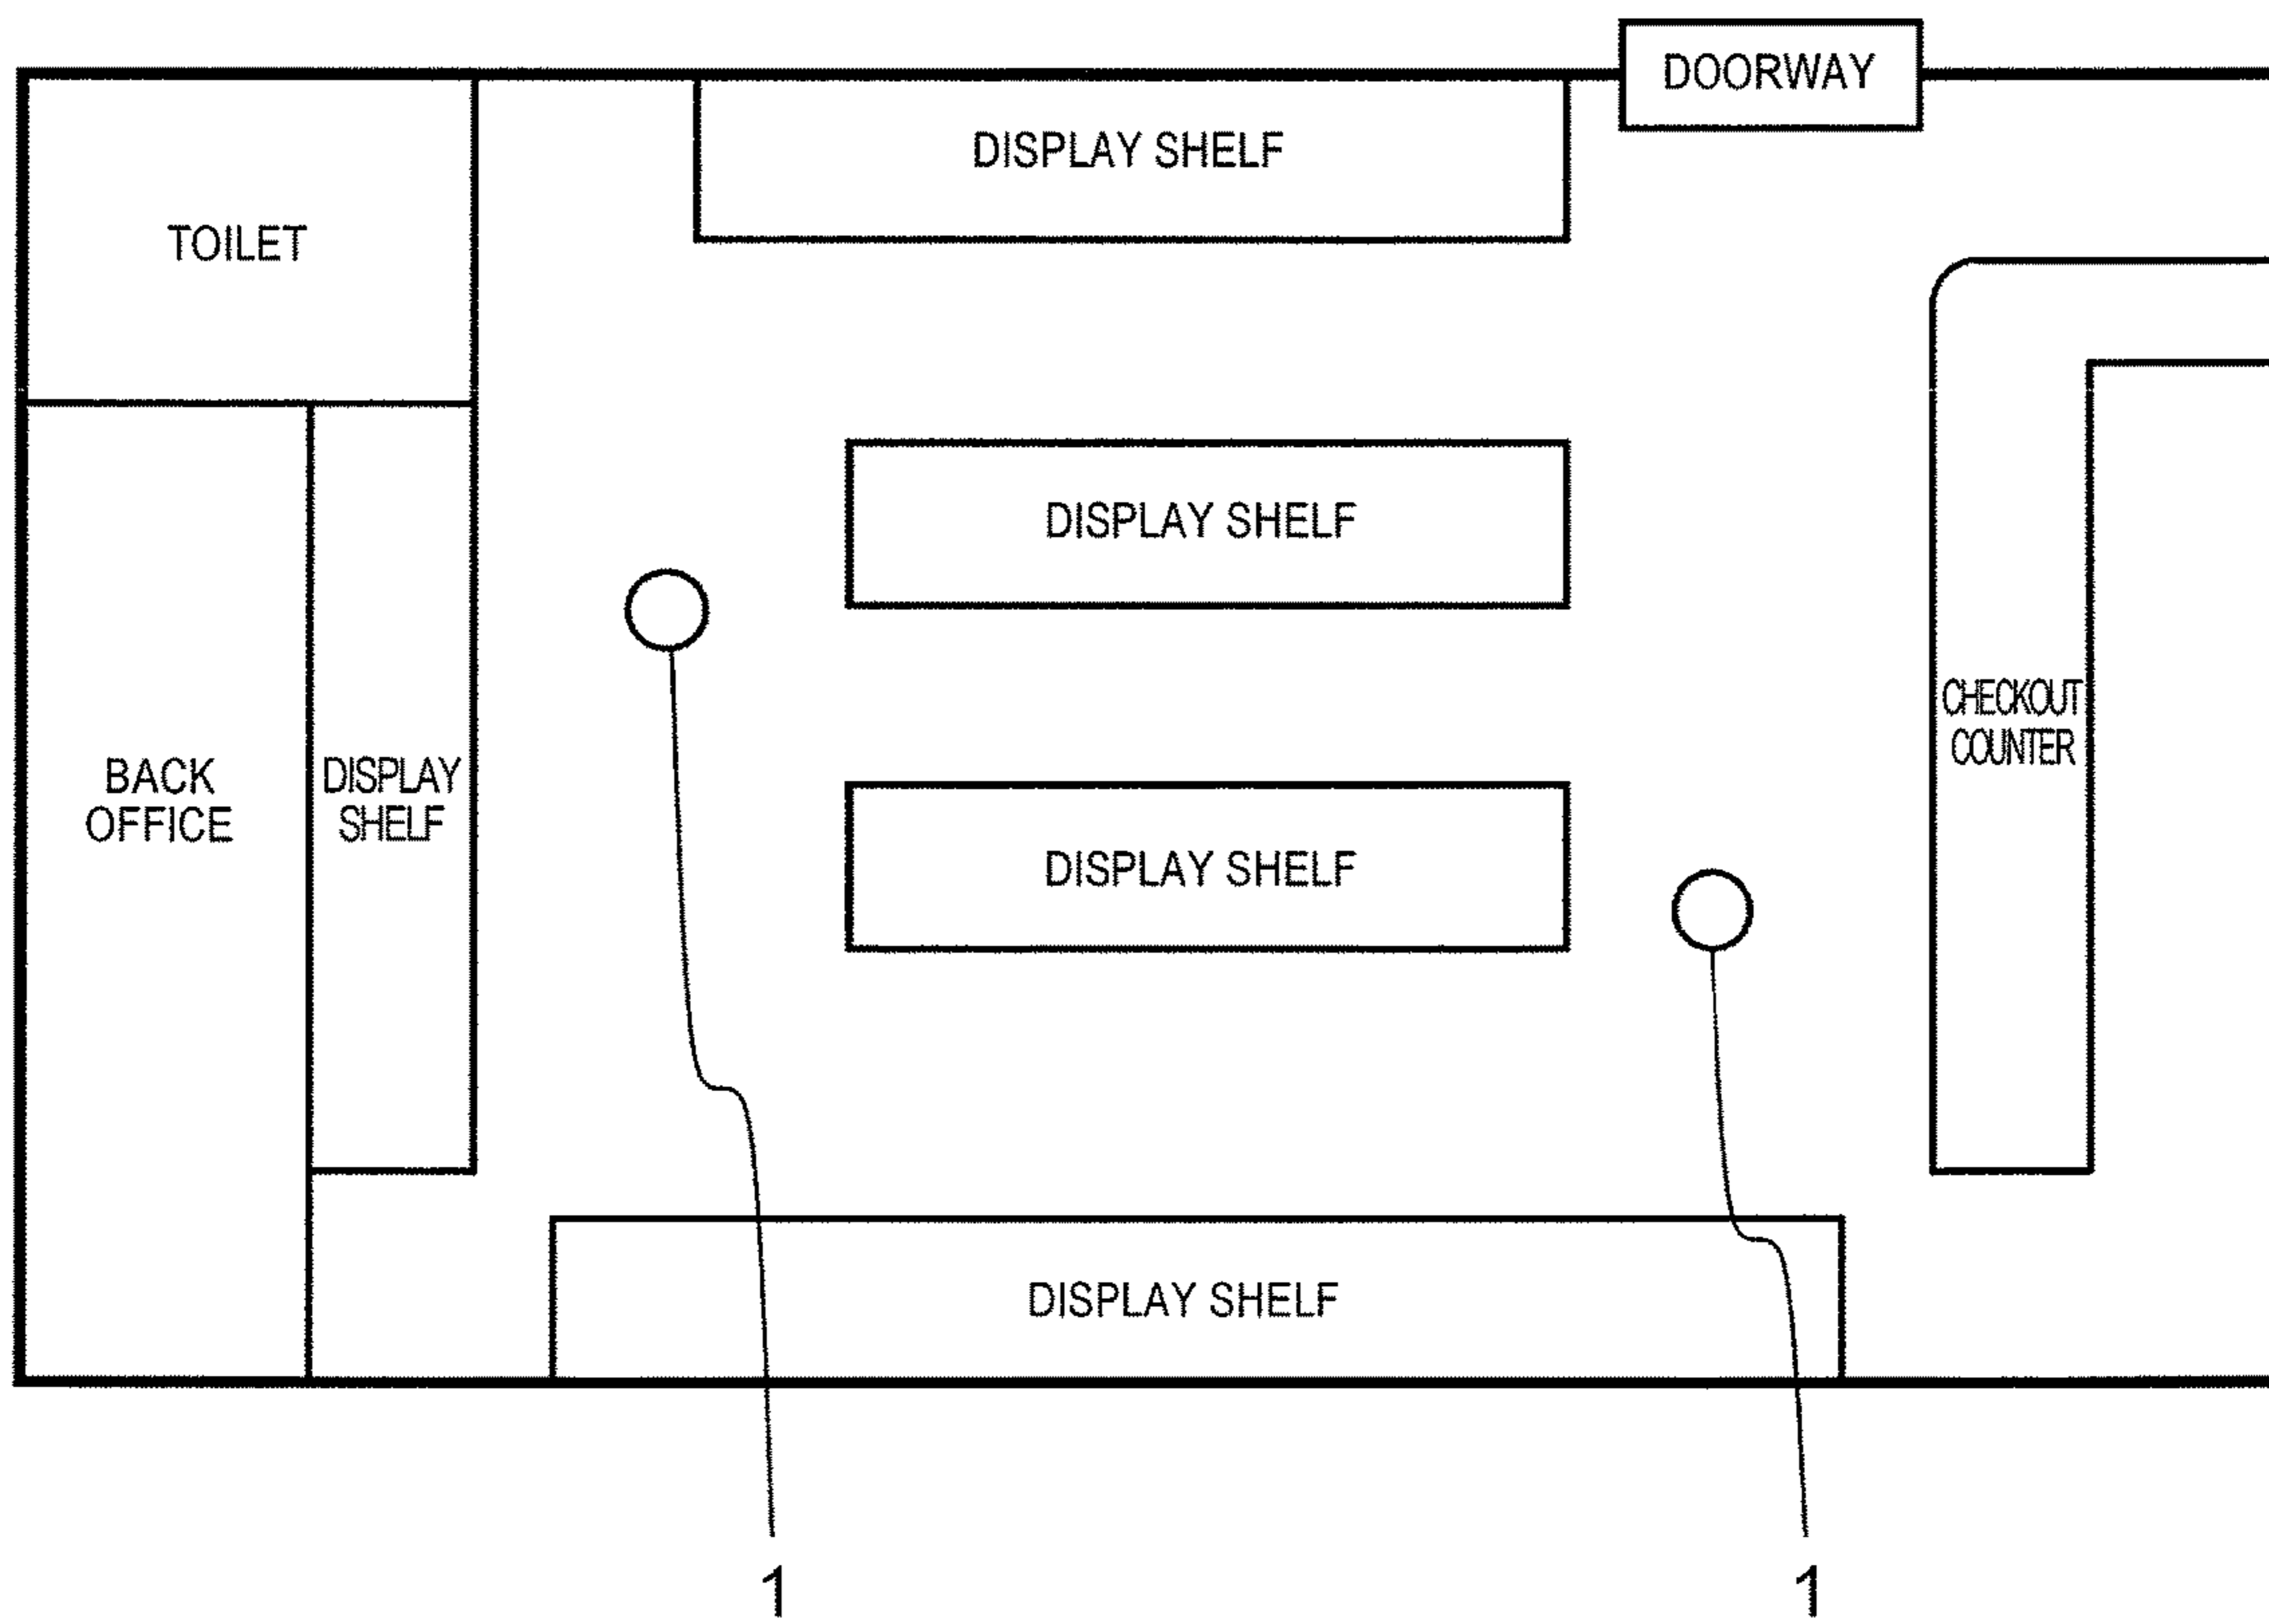 DOORWAY
DISPLAY SHELF
TOILET
DISPLAY SHELF
CHECKOUT
COUNTER
BACK
OFFICE
DISPLAY
SHELF
DISPLAY SHELF
DISPLAY SHELF
1
1